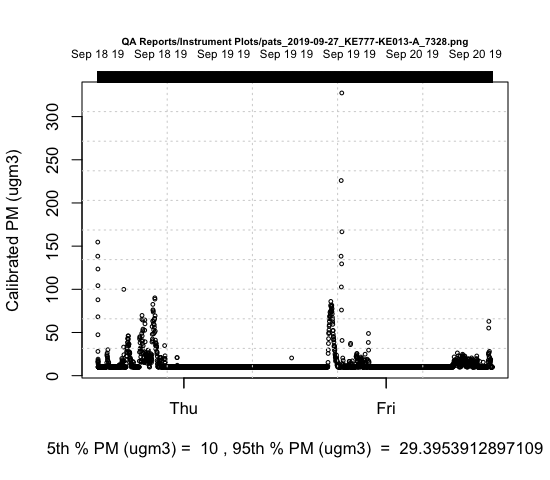 QA Reports/Instrument Plots/pats_2019-09-27_KE777-KE013-A_7328.png
Sep 18 19 Sep 18 19 Sep 19 19 Sep 19 19 Sep 19 19 Sep 20 19 Sep 20 19
Calibrated PM (ugm3)
300
250
200
150
100
50
0
Thu Fri
5th % PM (ugm3) = 10 , 95th % PM (ugm3) = 29.3953912897109